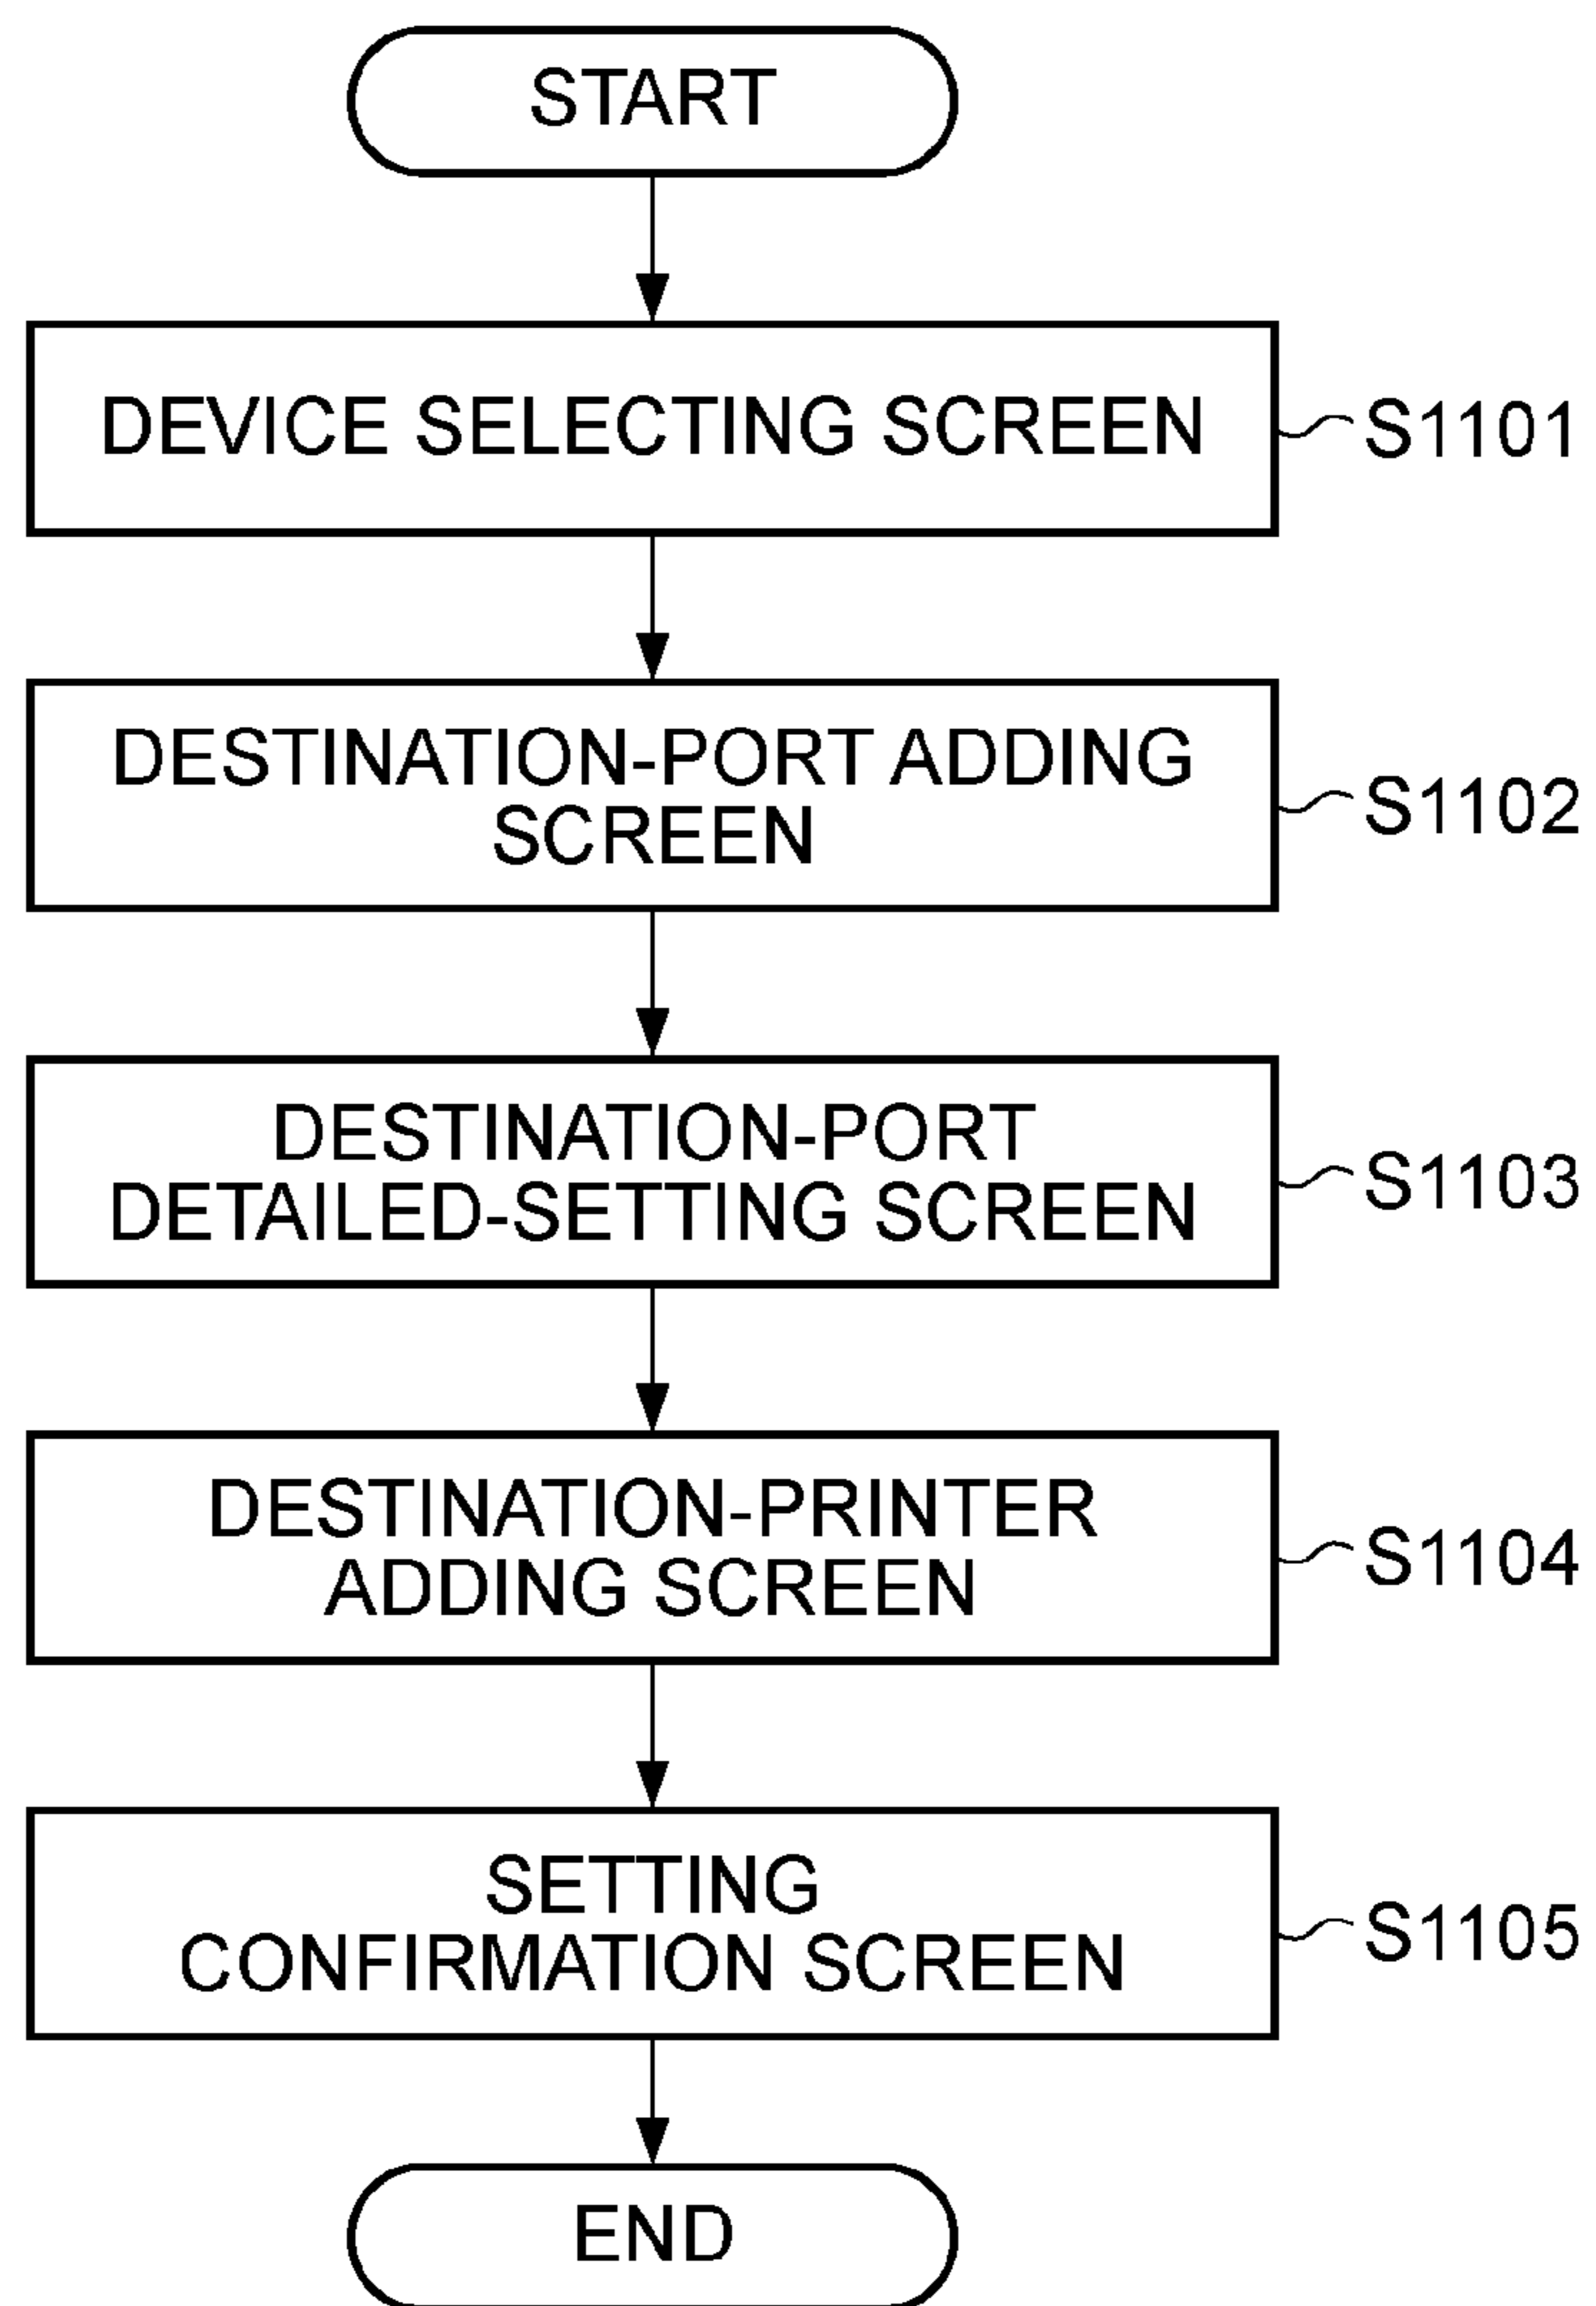 START
DEVICE SELECTING SCREEN
S1101
DESTINATION-PORT ADDING
SCREEN
S1102
DESTINATION-PORT
DETAILED-SETTING SCREEN
S1103
DESTINATION-PRINTER
ADDING SCREEN
S1104
SETTING
CONFIRMATION SCREEN
S1105
END